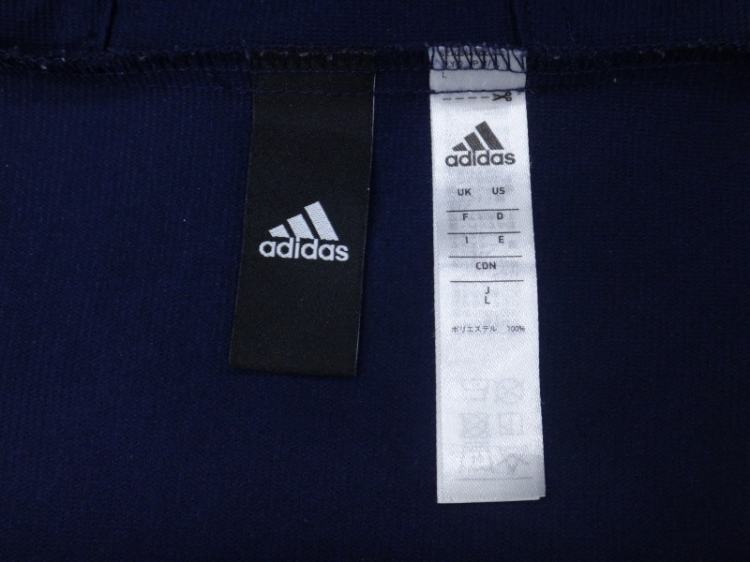 adidas
L
adidas
UK US
F D
I E
CDN
J
L
ポリエステル 100%